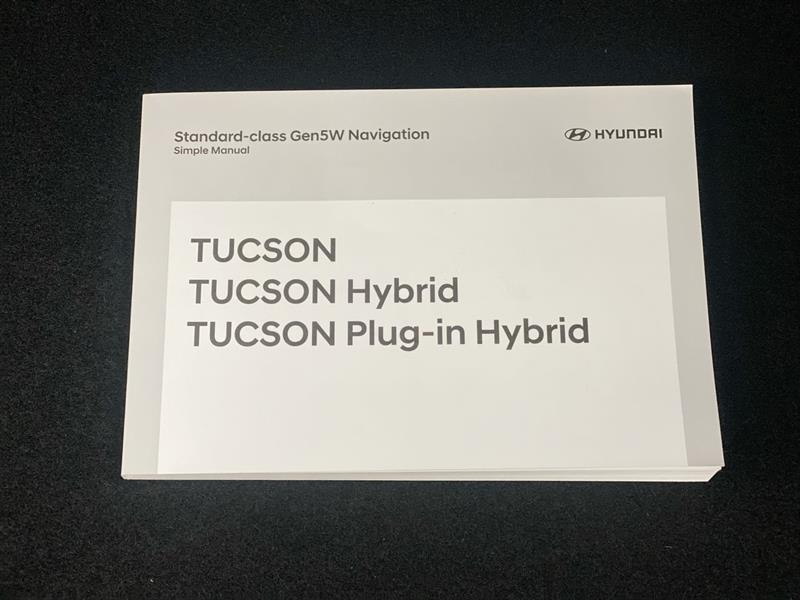 Standard-class Gen5W Navigation
Simple Manual
HYUNDAI
TUCSON
TUCSON Hybrid
TUCSON Plug-in Hybrid